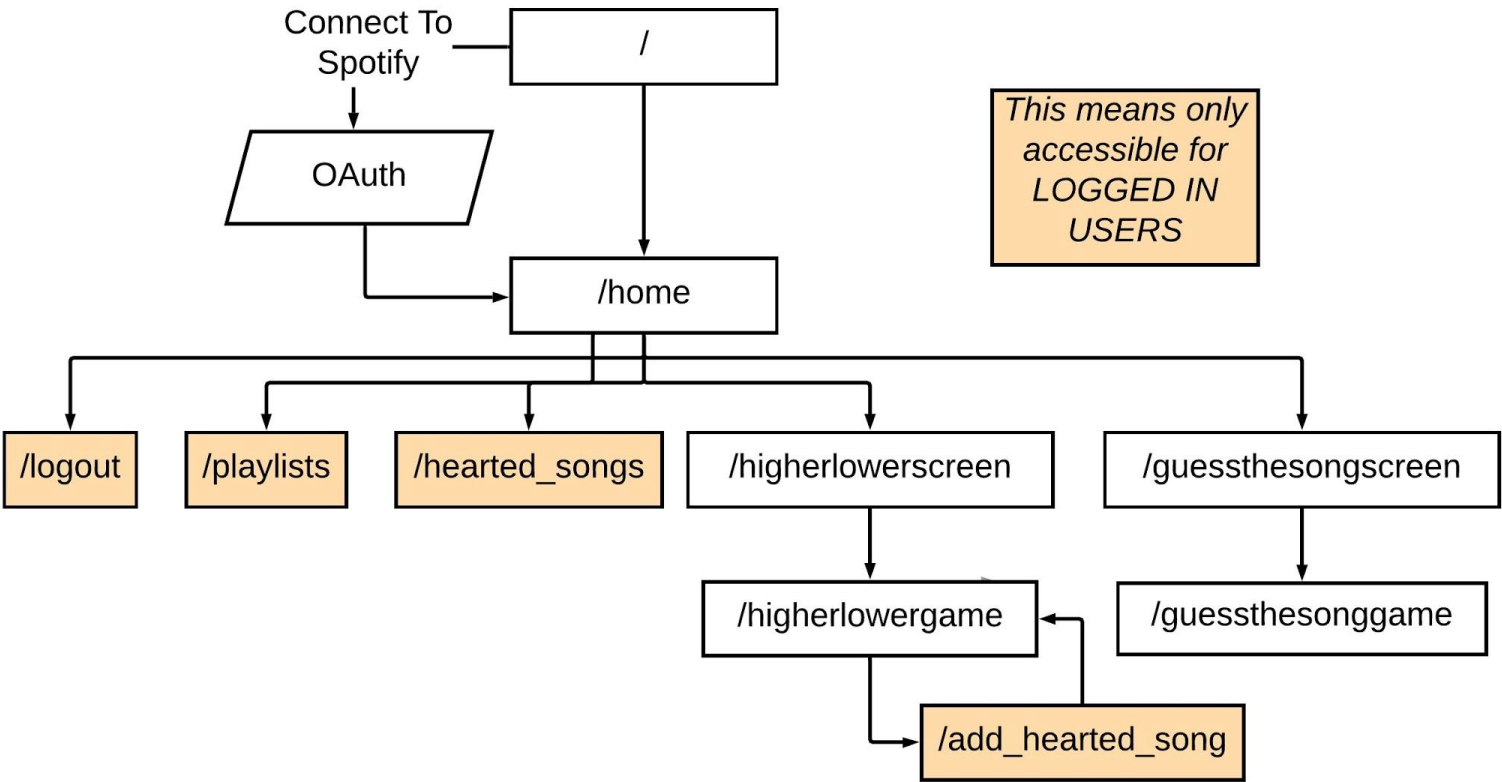 Connect To
Spotify
/
This means only
accessible for
LOGGED IN
USERS
OAuth
/home
/logout
/playlists
/hearted_songs
/higherlowerscreen
/guessthesongscreen
/higherlowergame
/guessthesonggame
/add_hearted_song